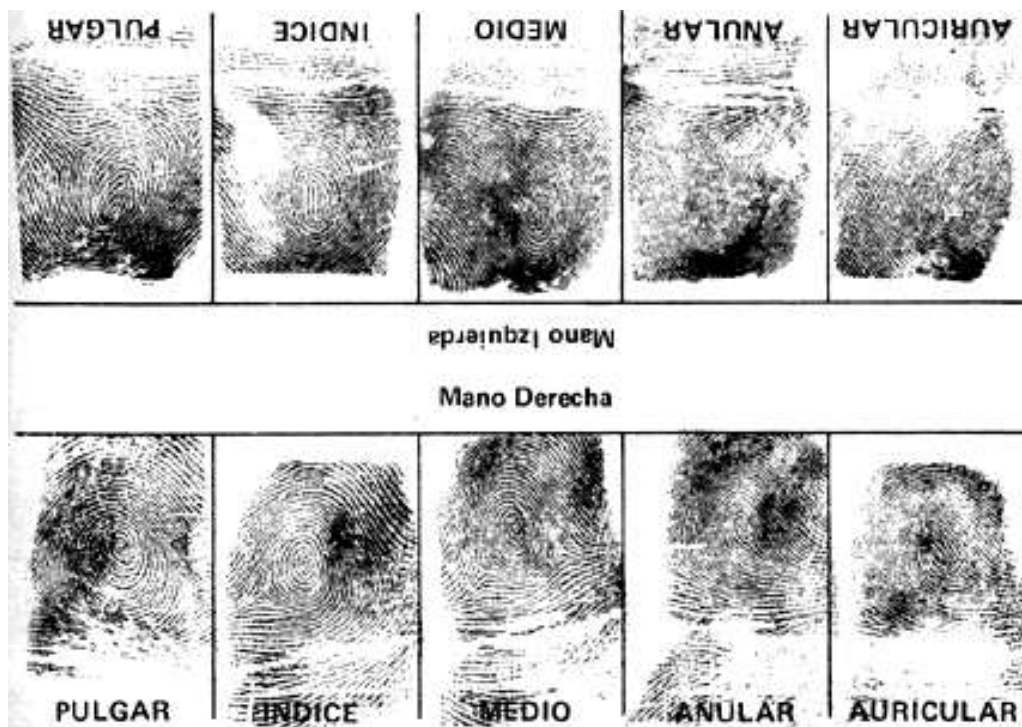 PULGAR INDICE MEDIO ANULAR AURICULAR
Mano Izquierda
Mano Derecha
PULGAR INDICE MEDIO ANULAR AURICULAR